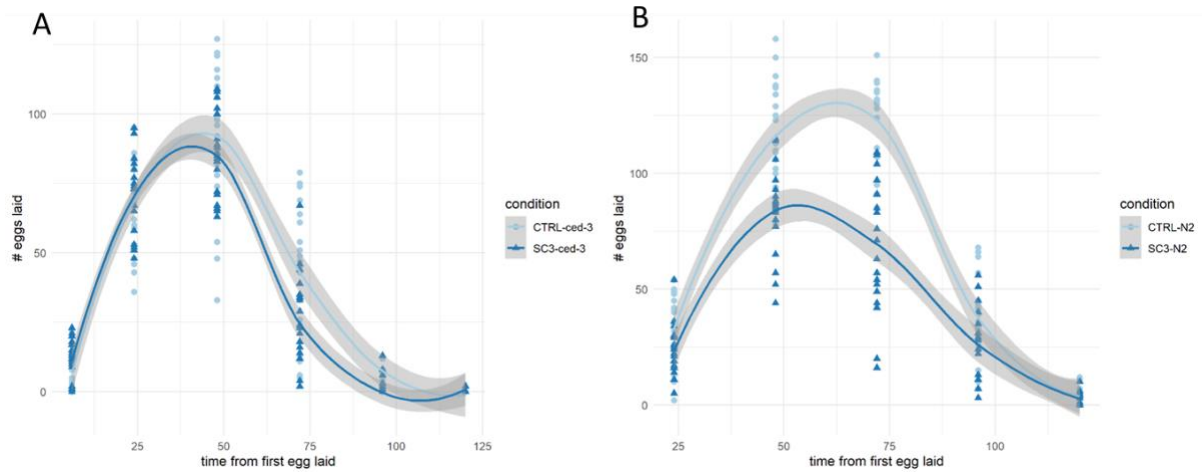 A
# eggs laid
100
50
0
25
50
75
100
125
time from first egg laid
condition
CTRL-ced-3
SC3-ced-3
B
# eggs laid
150
100
50
0
25
50
75
100
time from first egg laid
condition
CTRL-N2
SC3-N2